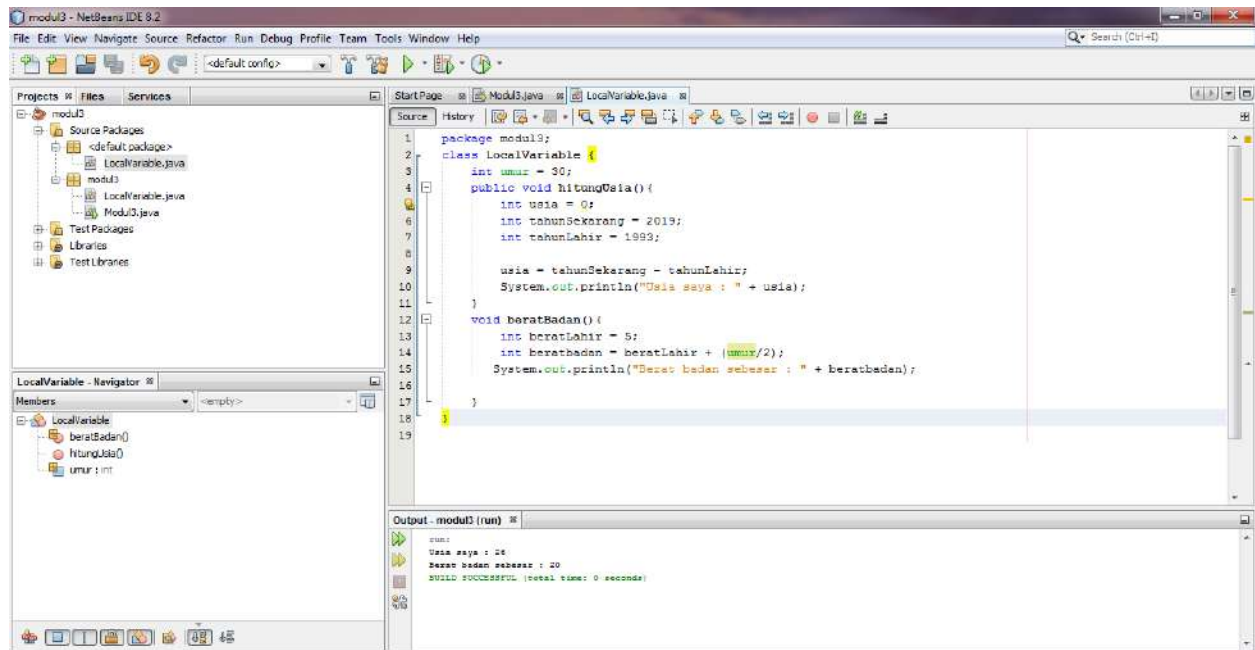 modul3 - NetBeans IDE 8.2
File Edit View Navigate Source Refactor Run Debug Profile Team Tools Window Help
Search (Ctrl+I)
<default config>
Projects Files Services
modul3
Source Packages
<default package>
LocalVariable.java
modul3
LocalVariable.java
Modul3.java
Test Packages
Libraries
Test Libraries
LocalVariable - Navigator
Members <empty>
LocalVariable
beratBadan()
hitungUsia()
umur : int
Start Page Modul3.java LocalVariable.java
Source History
1 package modul3;
2 class LocalVariable {
3 int umur = 30;
4 public void hitungUsia(){
int usia = 0;
6 int tahunSekarang = 2019;
7 int tahunLahir = 1993;
8
9 usia = tahunSekarang - tahunLahir;
10 System.out.println("Usia saya : " + usia);
11 }
12 void beratBadan(){
13 int beratLahir = 5;
14 int beratbadan = beratLahir + (umur/2);
15 System.out.println("Berat badan sebesar : " + beratbadan);
16
17 }
18 }
19
Output - modul3 (run)
run:
Usia saya : 26
Berat badan sebesar : 20
BUILD SUCCESSFUL (total time: 0 seconds)